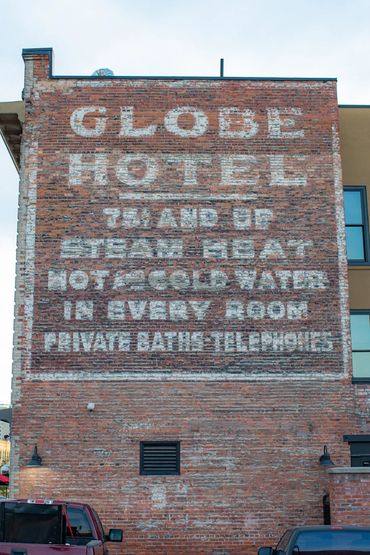 GLOBE
HOTEL
AND UP
STEAM HEAT
HOT AND COLD WATER
IN EVERY ROOM
PRIVATE BATHS-TELEPHONES